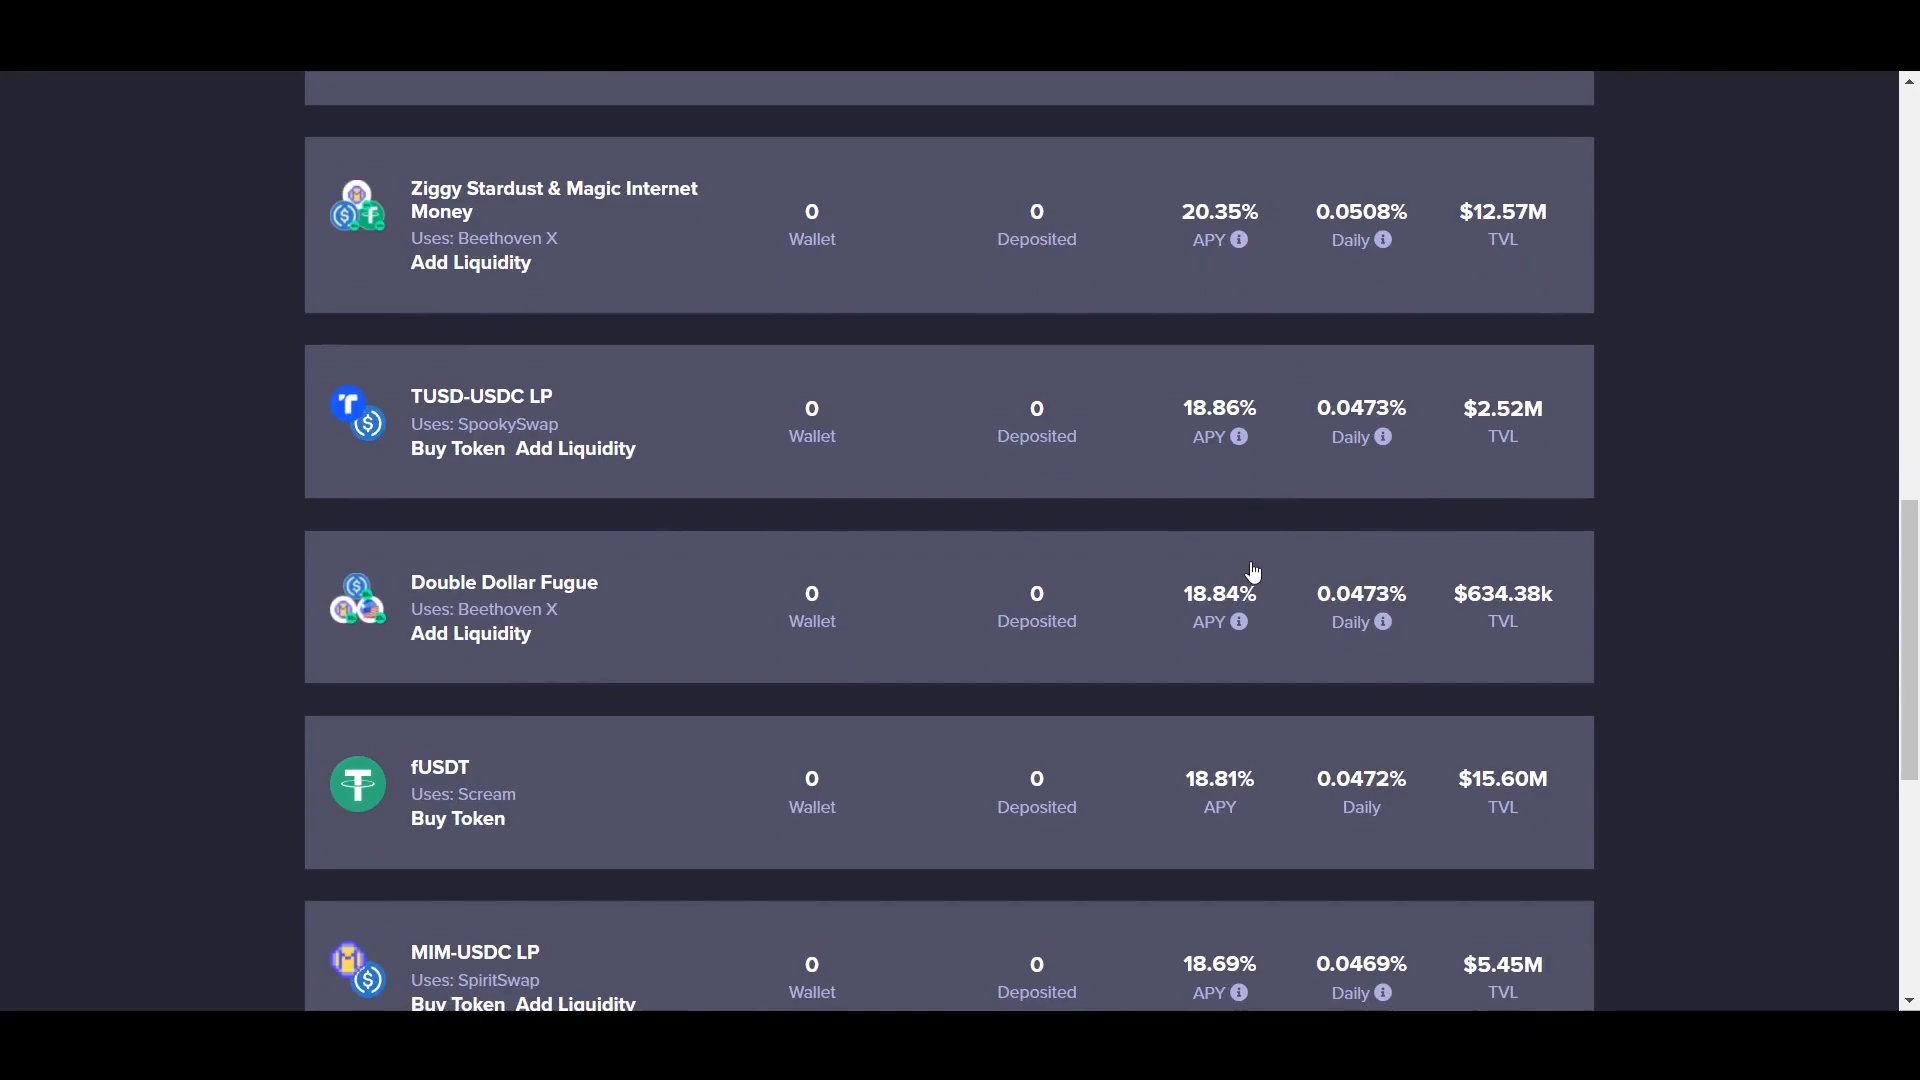 Ziggy Stardust & Magic Internet
Money
Uses: Beethoven X
Add Liquidity
0
Wallet
0
Deposited
20.35%
APY
0.0508%
Daily
$12.57M
TVL
TUSD-USDC LP
Uses: SpookySwap
Buy Token Add Liquidity
0
Wallet
0
Deposited
18.86%
APY
0.0473%
Daily
$2.52M
TVL
Double Dollar Fugue
Uses: Beethoven X
Add Liquidity
0
Wallet
0
Deposited
18.84%
APY
0.0473%
Daily
$634.38k
TVL
fUSDT
Uses: Scream
Buy Token
0
Wallet
0
Deposited
18.81%
APY
0.0472%
Daily
$15.60M
TVL
MIM-USDC LP
Uses: SpiritSwap
Buy Token Add Liquidity
0
Wallet
0
Deposited
18.69%
APY
0.0469%
Daily
$5.45M
TVL